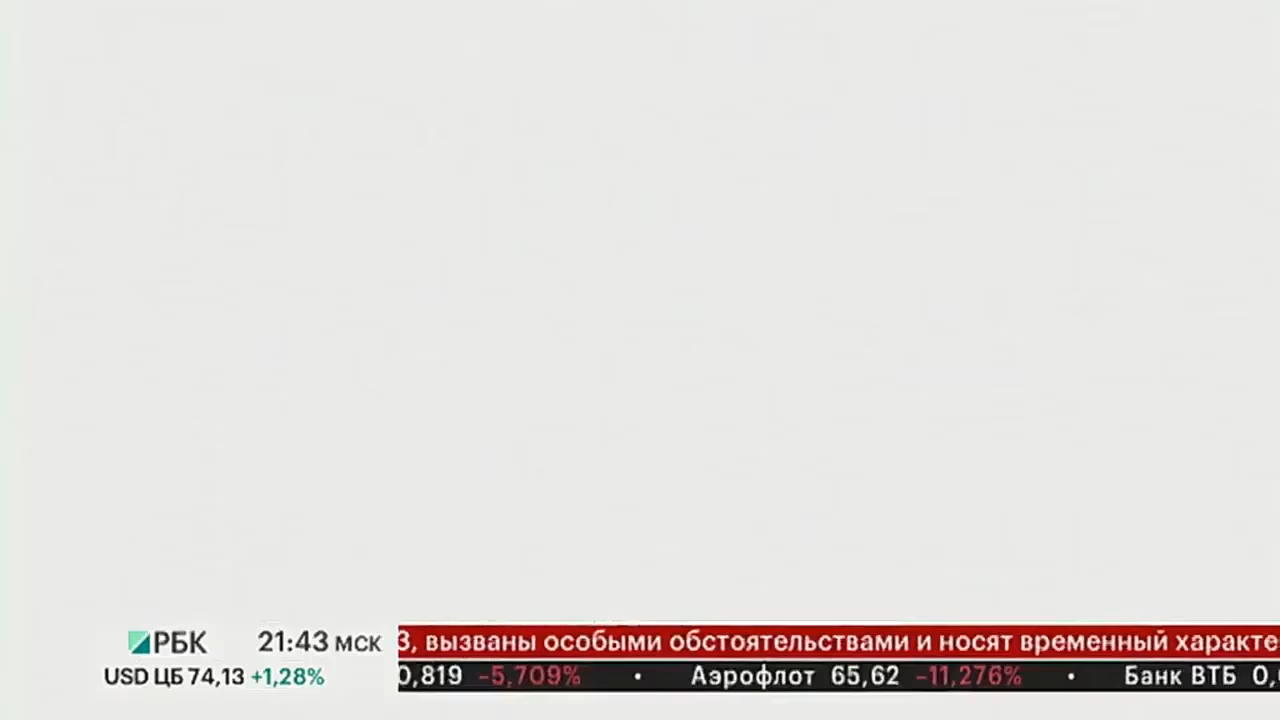 РБК 21:43 МСК
USD ЦБ 74,13 +1,28%
, вызваны особыми обстоятельствами и носят временный характе
0,819 -5,709% • Аэрофлот 65,62 -11,276% • Банк ВТБ 0,